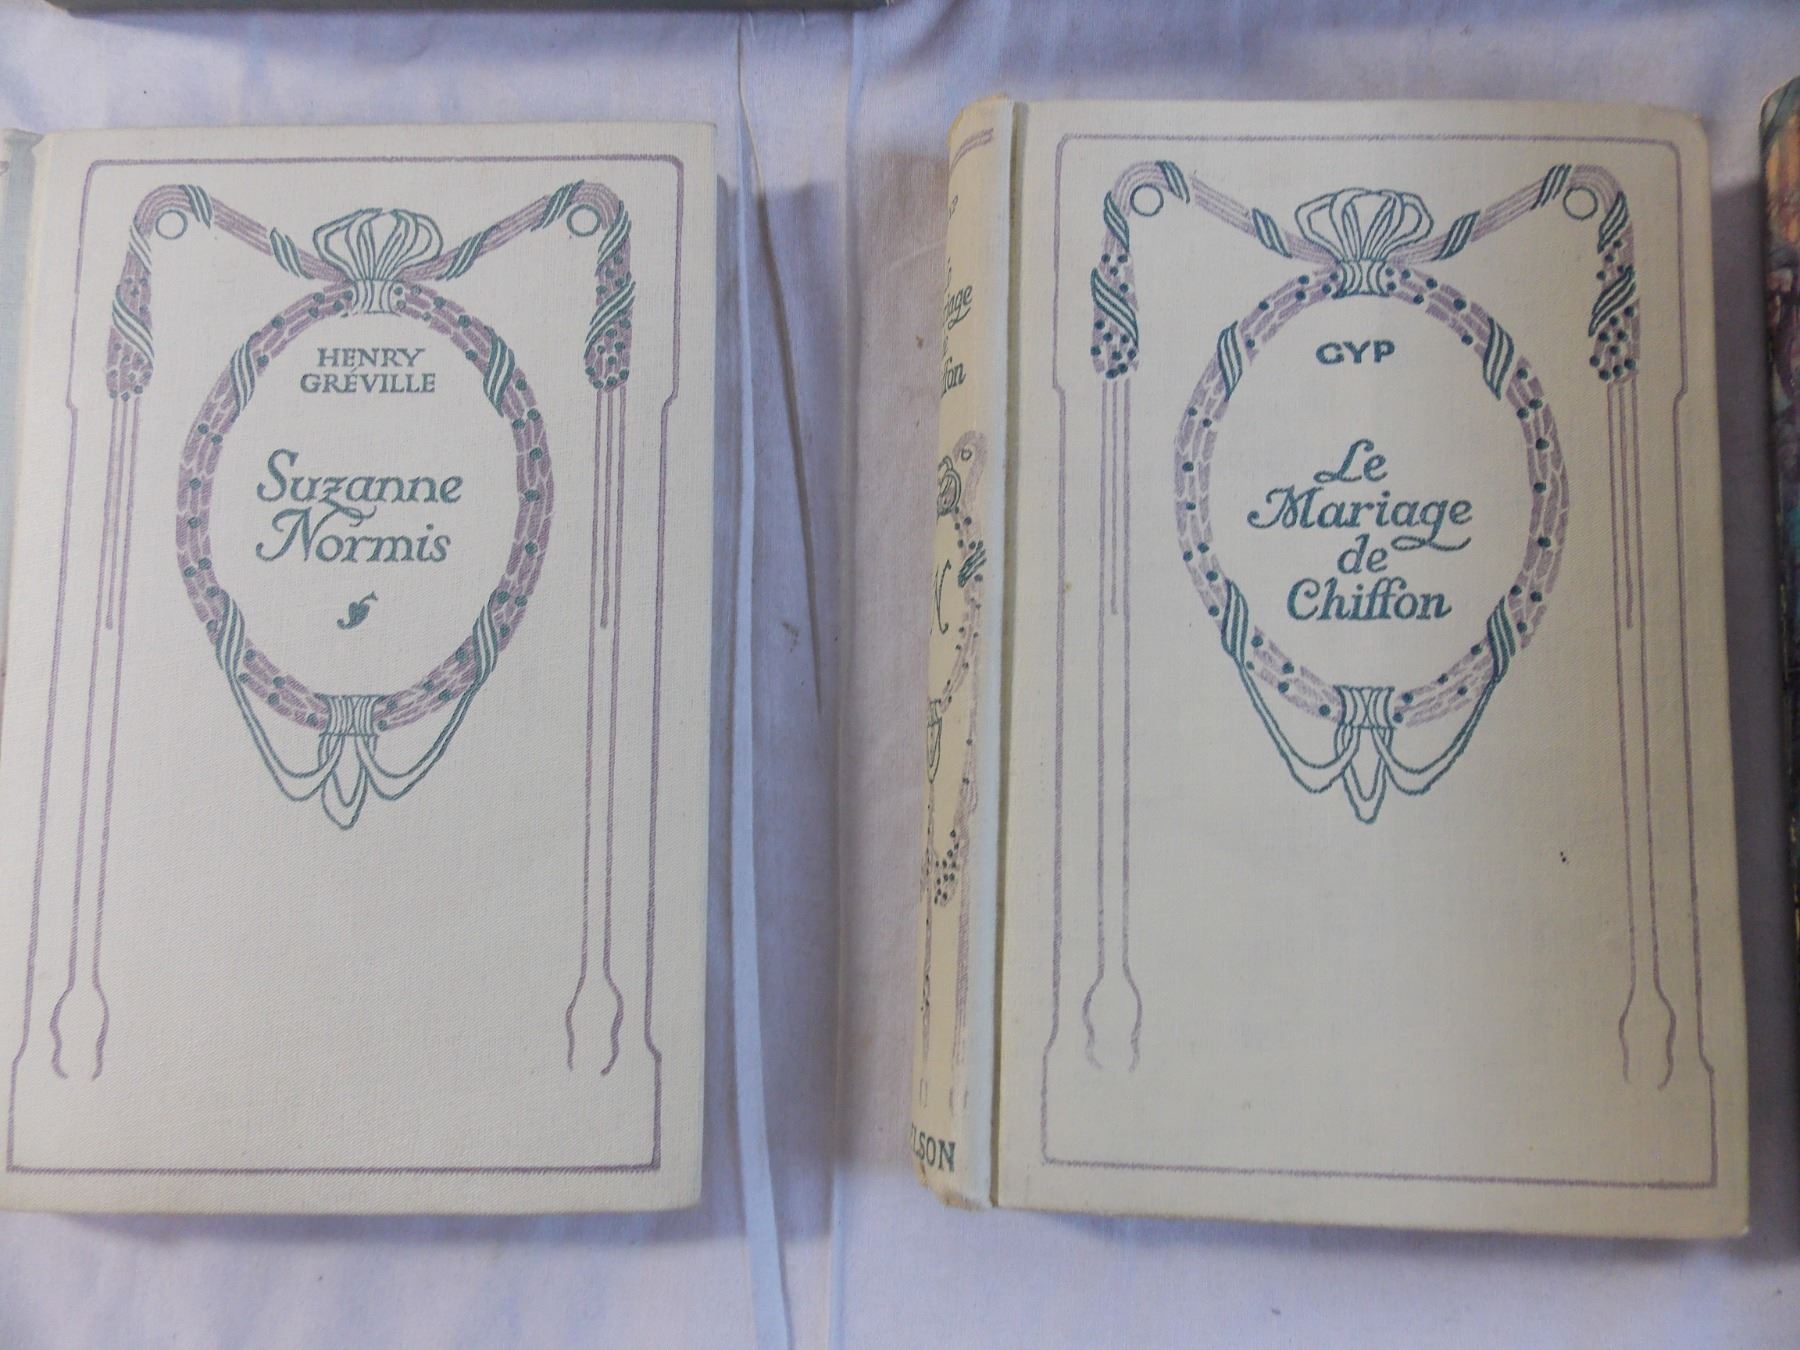 HENRY
GRÉVILLE
Suzanne
Normis
GYP
Le
Mariage
de
Chiffon
N